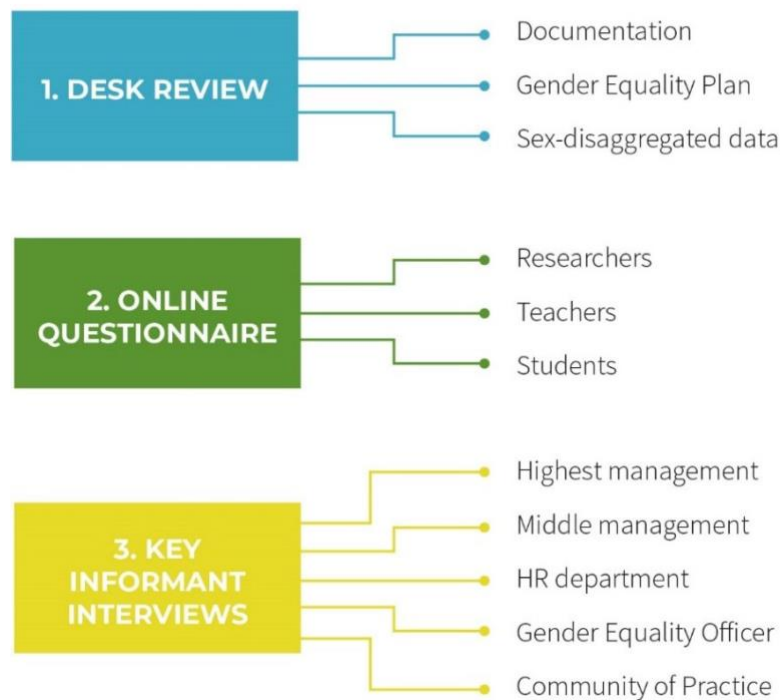 1. DESK REVIEW
Documentation
Gender Equality Plan
Sex-disaggregated data
2. ONLINE
QUESTIONNAIRE
Researchers
Teachers
Students
3. KEY
INFORMANT
INTERVIEWS
Highest management
Middle management
HR department
Gender Equality Officer
Community of Practice